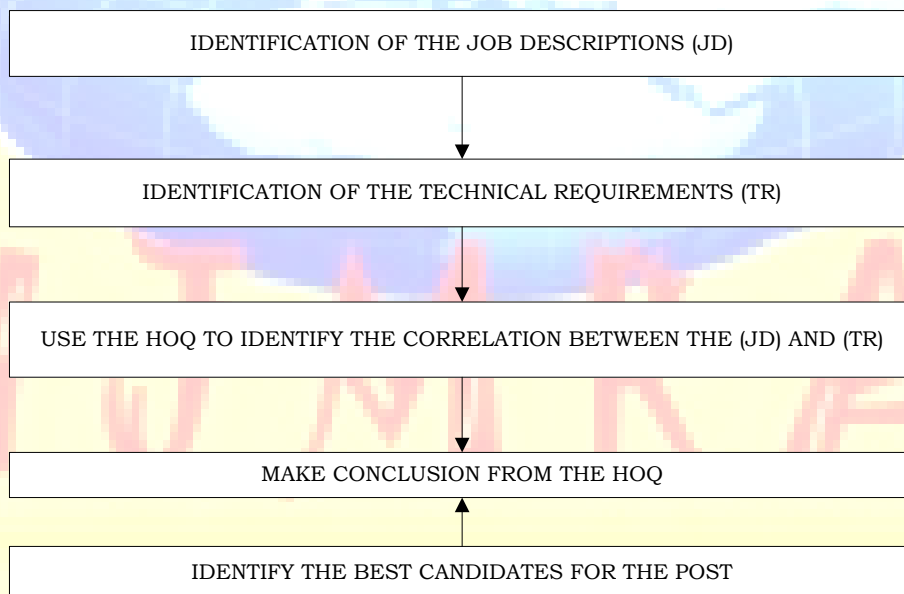 IDENTIFICATION OF THE JOB DESCRIPTIONS (JD)
IDENTIFICATION OF THE TECHNICAL REQUIREMENTS (TR)
USE THE HOQ TO IDENTIFY THE CORRELATION BETWEEN THE (JD) AND (TR)
MAKE CONCLUSION FROM THE HOQ
IDENTIFY THE BEST CANDIDATES FOR THE POST